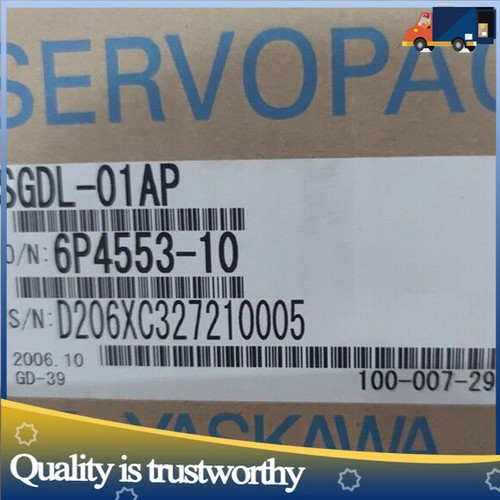 SERVOPAC
SGDL-01AP
O/N: 6P4553-10
S/N: D206XC327210005
2006.10
GD-39
100-007-29
YASKAWA
Quality is trustworthy